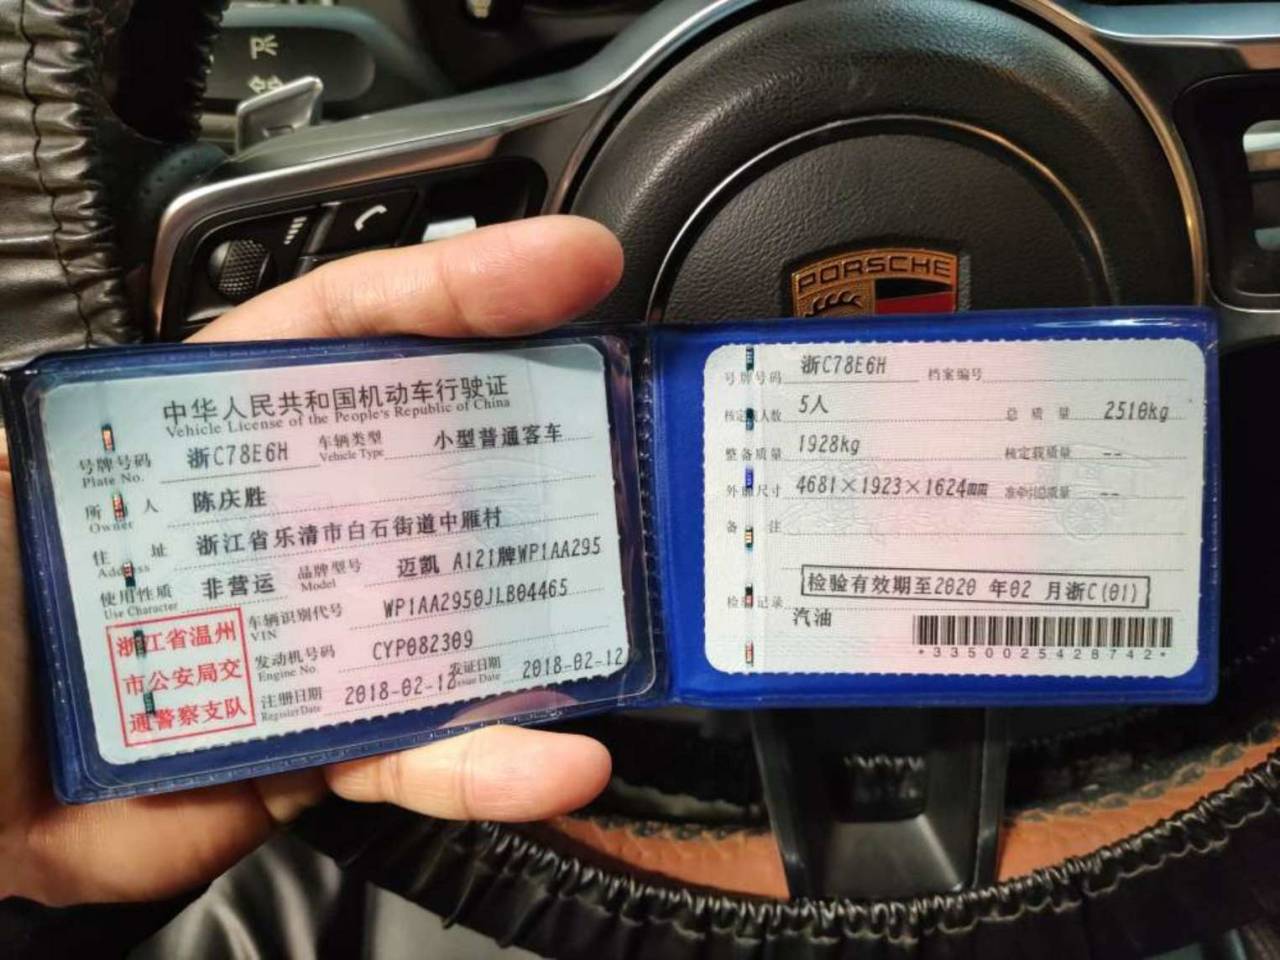 PORSCHE
中华人民共和国机动车行驶证
Vehicle License of the People's Republic of China
号牌号码 浙C78E6H 车辆类型 小型普通客车
Plate No. Vehicle Type
所有人 陈庆胜
Owner
住址 浙江省乐清市白石街道中雁村
Address
使用性质 非营运 品牌型号 迈凯 A121牌WP1AA295
Use Character Model
车辆识别代号 WP1AA2950JLB04465
VIN
发动机号码 CYP082309
Engine No.
注册日期 2018-02-12 发证日期 2018-02-12
Register Date Issue Date
浙江省温州
市公安局交
通警察支队
号牌号码 浙C78E6H 档案编号
核定载人数 5人 总质量 2510kg
整备质量 1928kg 核定载质量 --
外廓尺寸 4681×1923×1624mm 准牵引总质量 --
备注
检验有效期至2020 年02 月浙C(01)
检验记录
汽油
*3350025428742*